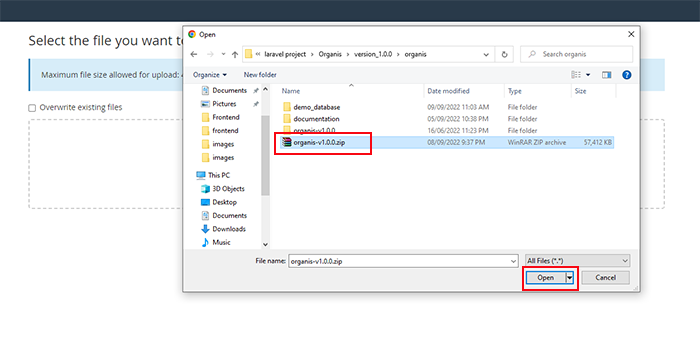 Select the file you want to
Maximum file size allowed for upload:
Overwrite existing files
Open
« laravel project > Organis > version_1.0.0 > organis
Search organis
Organize
New folder
Name
Date modified
Type
Size
Documents
Pictures
Frontend
frontend
images
images
This PC
3D Objects
Desktop
Documents
Downloads
Music
demo_database 09/09/2022 11:03 AM File folder
documentation 05/09/2022 10:38 PM File folder
organis-v1.0.0 16/06/2022 11:23 PM File folder
organis-v1.0.0.zip 08/09/2022 9:37 PM WinRAR ZIP archive 57,412 KB
File name: organis-v1.0.0.zip
All Files (*.*)
Open
Cancel